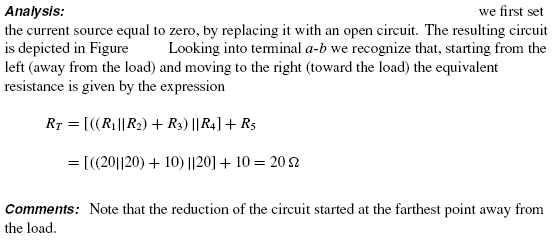 Analysis: we first set
the current source equal to zero, by replacing it with an open circuit. The resulting circuit
is depicted in Figure Looking into terminal a-b we recognize that, starting from the
left (away from the load) and moving to the right (toward the load) the equivalent
resistance is given by the expression
R_T = [((R_1||R_2) + R_3)||R_4] + R_5
= [((20||20) + 10)||20] + 10 = 20 Ω
Comments: Note that the reduction of the circuit started at the farthest point away from
the load.